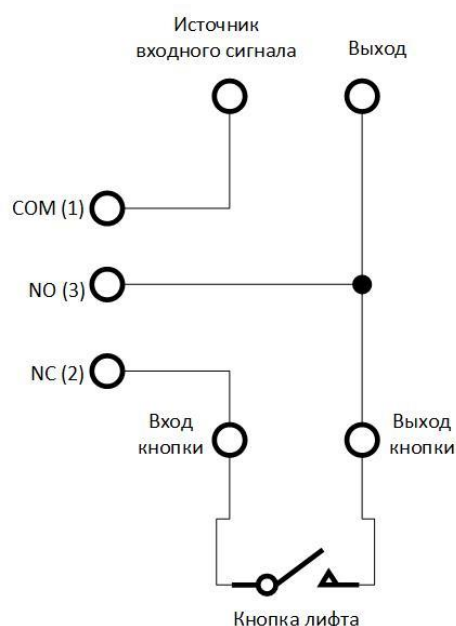 Источник
входного сигнала
Выход
COM (1)
NO (3)
NC (2)
Вход
кнопки
Выход
кнопки
Кнопка лифта